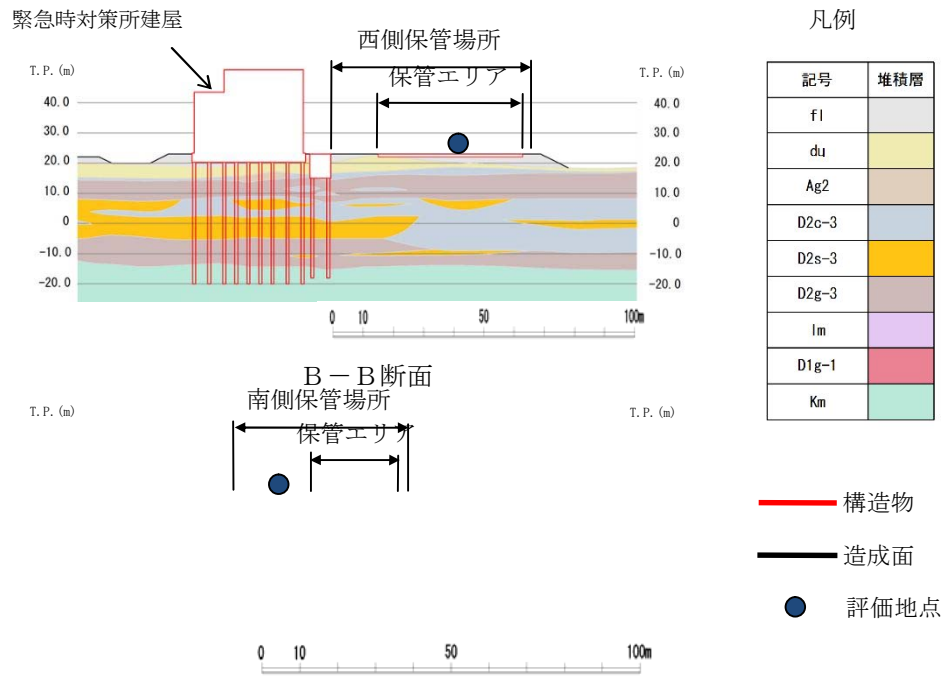 緊急時対策所建屋
西側保管場所
保管エリア
T.P.(m)
T.P.(m)
40.0
30.0
20.0
10.0
0
-10.0
-20.0
40.0
30.0
20.0
10.0
0
-10.0
-20.0
0 10 50 100m
B-B断面
南側保管場所
保管エリア
T.P.(m)
T.P.(m)
0 10 50 100m
凡例
記号 堆積層
fl
du
Ag2
D2c-3
D2s-3
D2g-3
lm
D1g-1
Km
構造物
造成面
評価地点